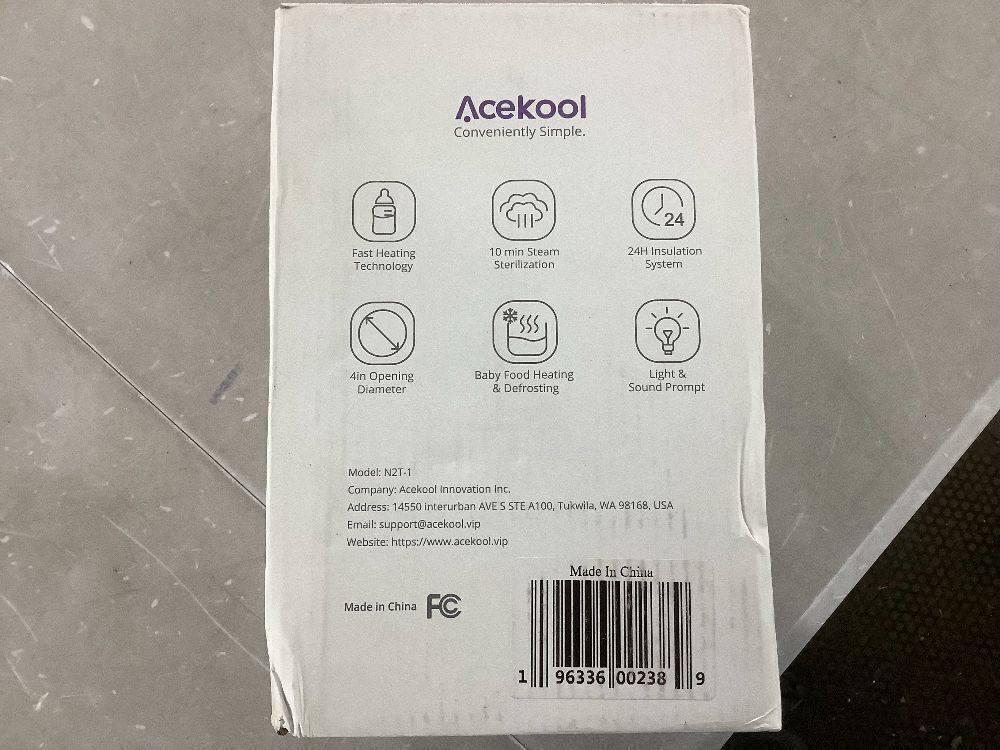 Acekool
Conveniently Simple.
Fast Heating
Technology
10 min Steam
Sterilization
24
24H Insulation
System
4in Opening
Diameter
Baby Food Heating
& Defrosting
Light &
Sound Prompt
Model: N2T-1
Company: Acekool Innovation Inc.
Address: 14550 interurban AVE S STE A100, Tukwila, WA 98168, USA
Email: support@acekool.vip
Website: https://www.acekool.vip
Made in China FC
Made In China
1 96336 00238 9